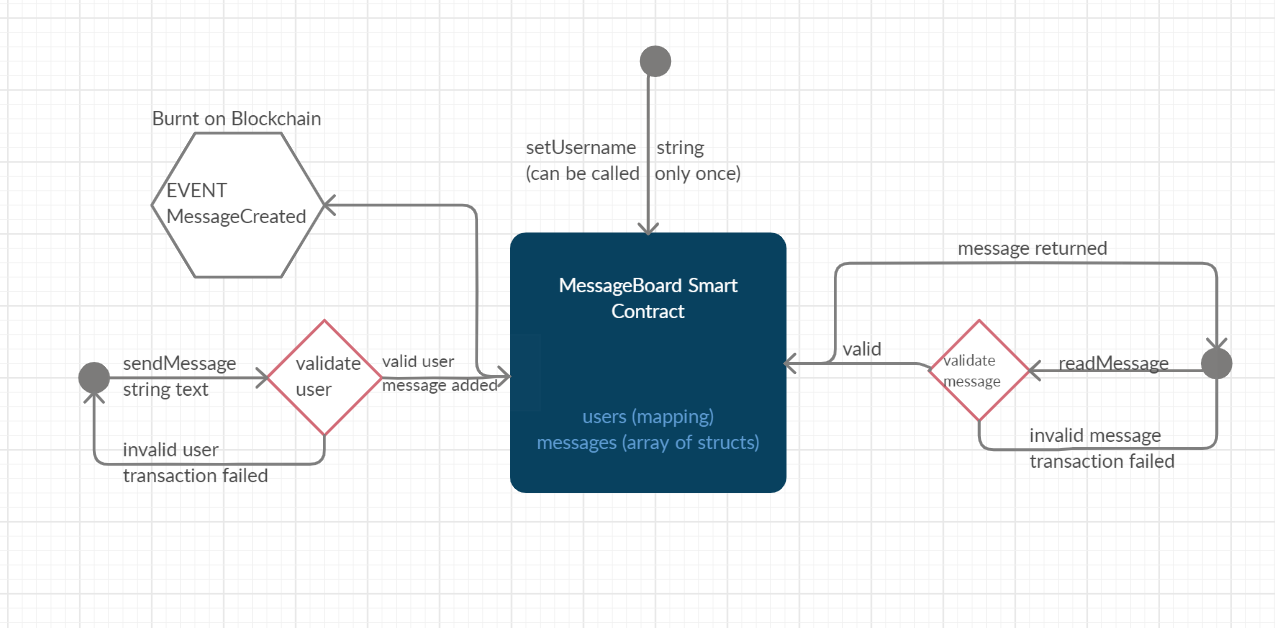 Burnt on Blockchain
EVENT
MessageCreated
setUsername string
(can be called only once)
MessageBoard Smart
Contract
users (mapping)
messages (array of structs)
sendMessage
string text
validate
user
valid user
message added
invalid user
transaction failed
message returned
valid
validate
message
readMessage
invalid message
transaction failed